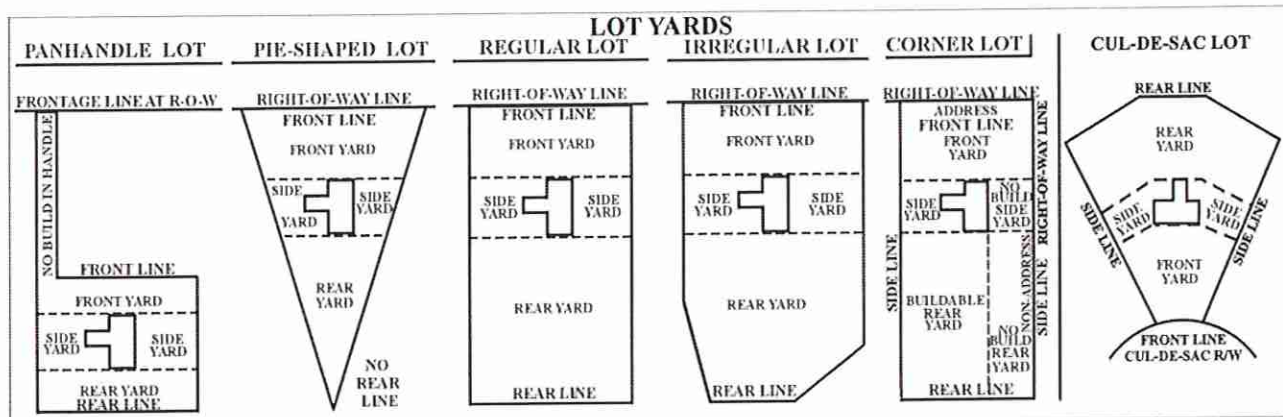 LOT YARDS
PANHANDLE LOT
FRONTAGE LINE AT R-O-W
NO BUILD IN HANDLE
FRONT LINE
FRONT YARD
SIDE
YARD
SIDE
YARD
REAR YARD
REAR LINE
PIE-SHAPED LOT
RIGHT-OF-WAY LINE
FRONT LINE
FRONT YARD
SIDE
YARD
SIDE
YARD
REAR
YARD
NO
REAR
LINE
REGULAR LOT
RIGHT-OF-WAY LINE
FRONT LINE
FRONT YARD
SIDE
YARD
SIDE
YARD
REAR YARD
REAR LINE
IRREGULAR LOT
RIGHT-OF-WAY LINE
FRONT LINE
FRONT YARD
SIDE
YARD
SIDE
YARD
REAR YARD
REAR LINE
CORNER LOT
RIGHT-OF-WAY LINE
ADDRESS
FRONT LINE
FRONT
YARD
SIDE
YARD
NO
BUILD
SIDE
YARD
RIGHT-OF-WAY LINE
SIDE LINE
BUILDABLE
REAR
YARD
NON-ADDRESS
SIDE LINE
NO
BUILD
REAR
YARD
REAR LINE
CUL-DE-SAC LOT
REAR LINE
REAR
YARD
SIDE
YARD
SIDE
YARD
SIDE LINE
SIDE LINE
FRONT
YARD
FRONT LINE
CUL-DE-SAC R/W